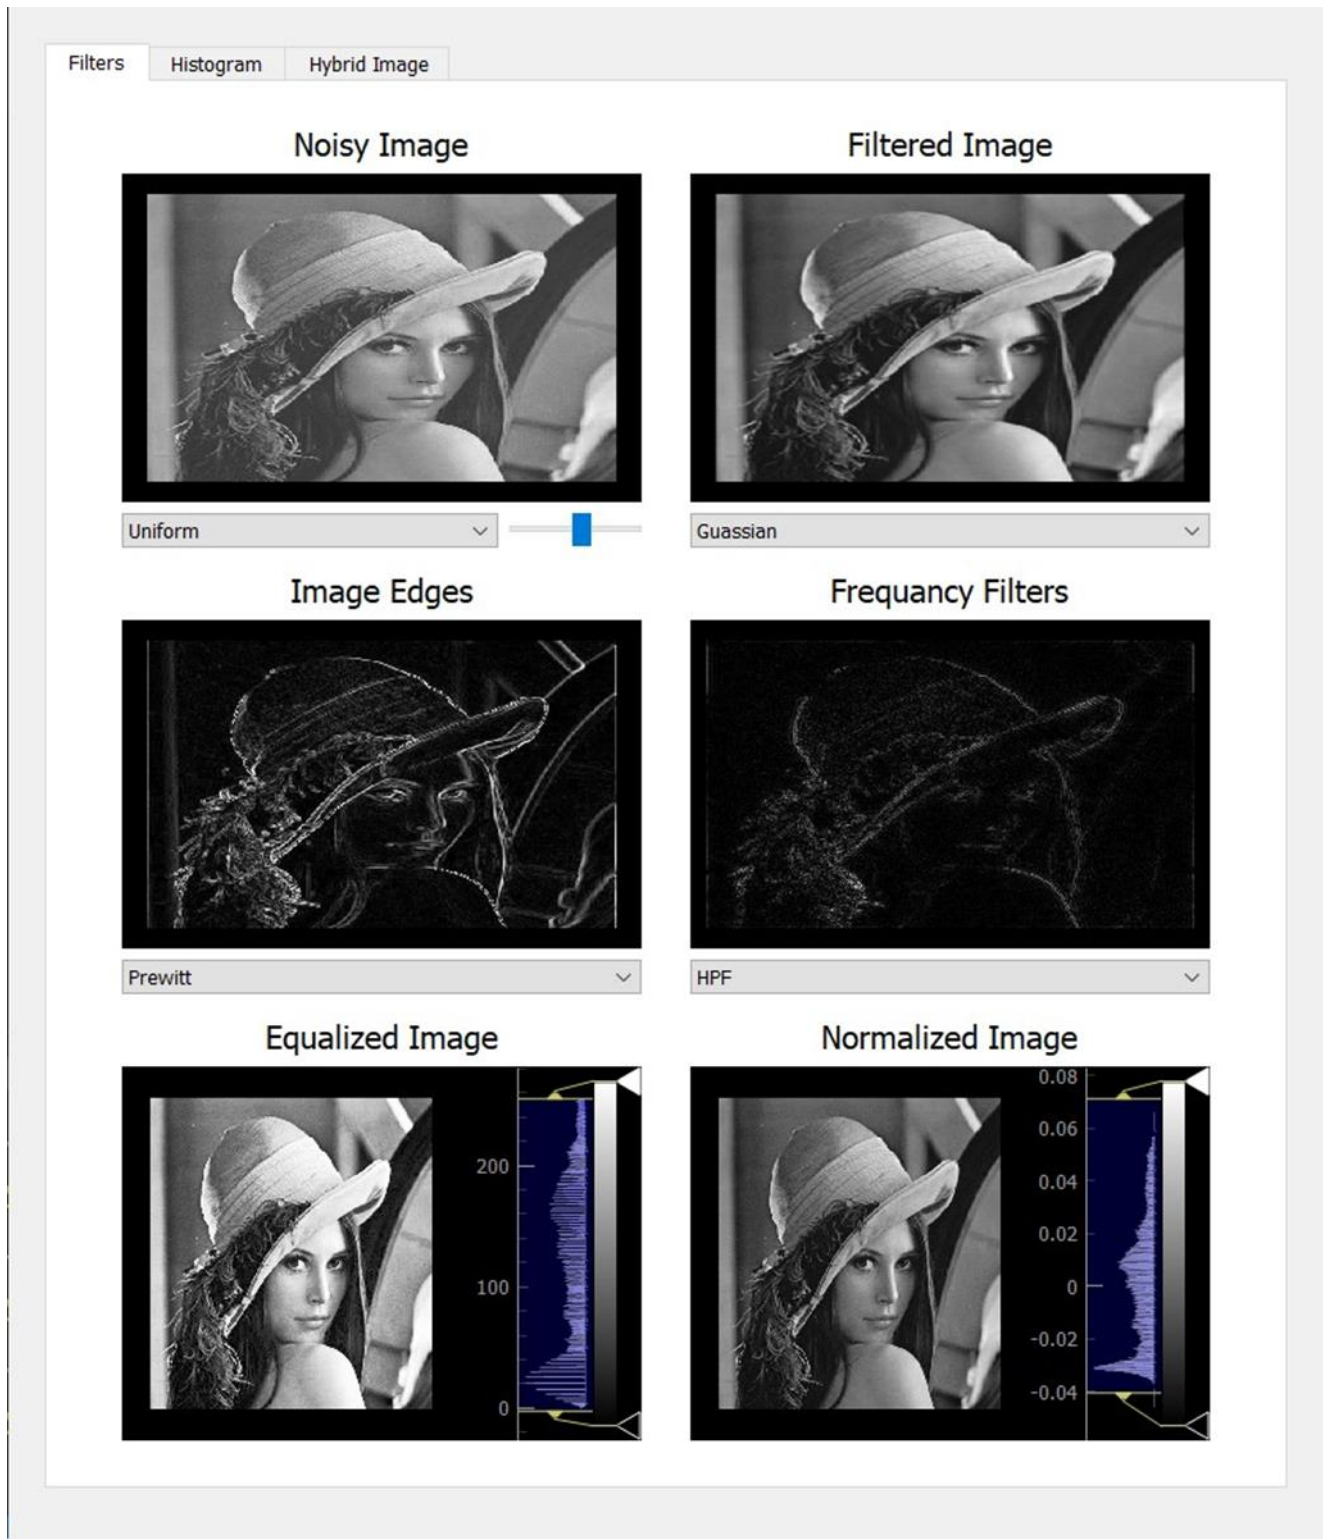 Filters Histogram Hybrid Image
Noisy Image Filtered Image
Uniform Guassian
Image Edges Frequancy Filters
Prewitt HPF
Equalized Image Normalized Image
200
100
0
0.08
0.06
0.04
0.02
0
-0.02
-0.04